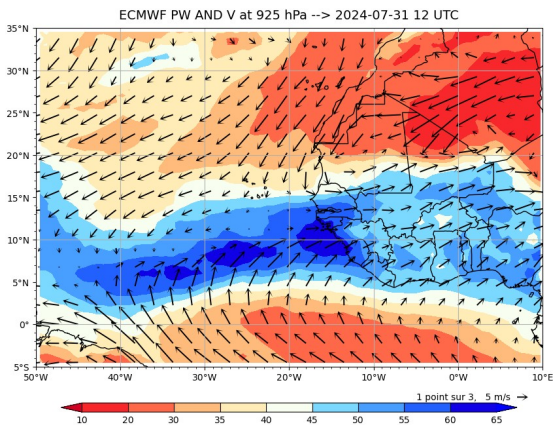 ECMWF PW AND V at 925 hPa --> 2024-07-31 12 UTC
35°N
30°N
25°N
20°N
15°N
10°N
5°N
0°
5°S
50°W 40°W 30°W 20°W 10°W 0°W 10°E
1 point sur 3, 5 m/s
10 20 30 35 40 45 50 55 60 65